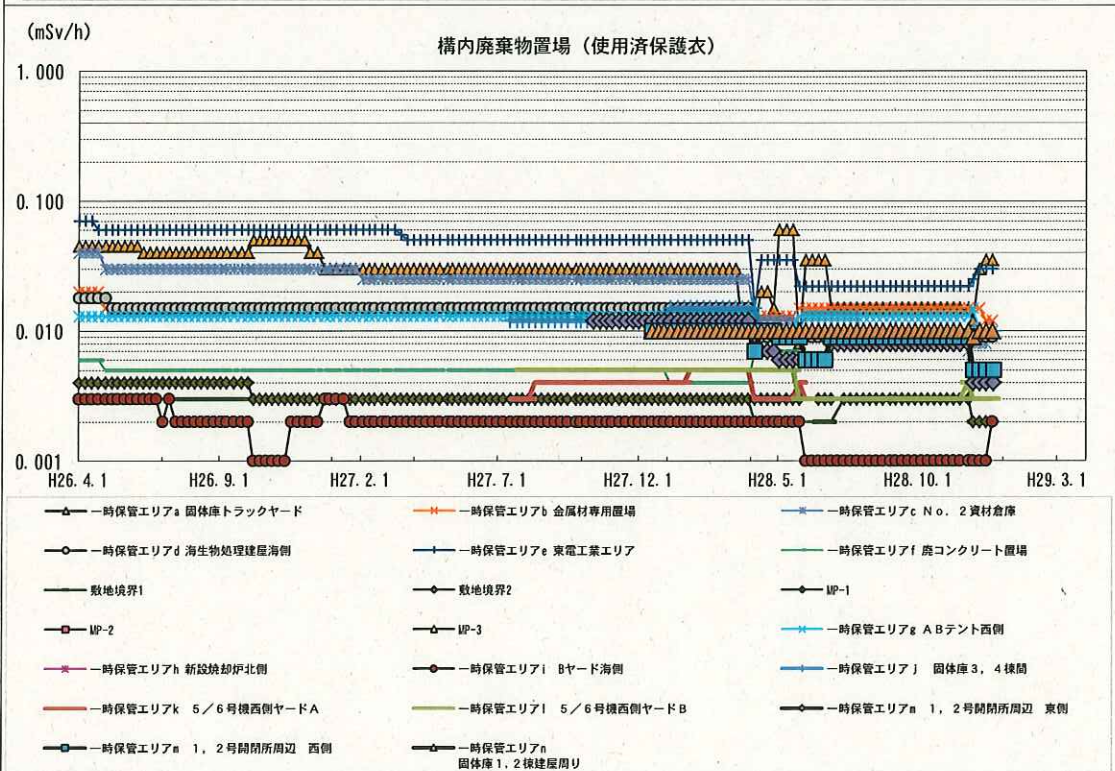 (mSv/h)
構内廃棄物置場（使用済保護衣）
1.000
0.100
0.010
0.001
H26.4.1
H26.9.1
H27.2.1
H27.7.1
H27.12.1
H28.5.1
H28.10.1
H29.3.1
一時保管エリアa 固体庫トラックヤード
一時保管エリアb 金属材専用置場
一時保管エリアc No．2資材倉庫
一時保管エリアd 海生物処理建屋海側
一時保管エリアe 東電工業エリア
一時保管エリアf 廃コンクリート置場
敷地境界1
敷地境界2
MP-1
MP-2
MP-3
一時保管エリアg ABテント西側
一時保管エリアh 新設焼却炉北側
一時保管エリアi Bヤード海側
一時保管エリアj 固体庫3，4棟間
一時保管エリアk 5／6号機西側ヤードA
一時保管エリアl 5／6号機西側ヤードB
一時保管エリアm 1，2号開閉所周辺 東側
一時保管エリアm 1，2号開閉所周辺 西側
一時保管エリアn
固体庫1，2棟建屋周り